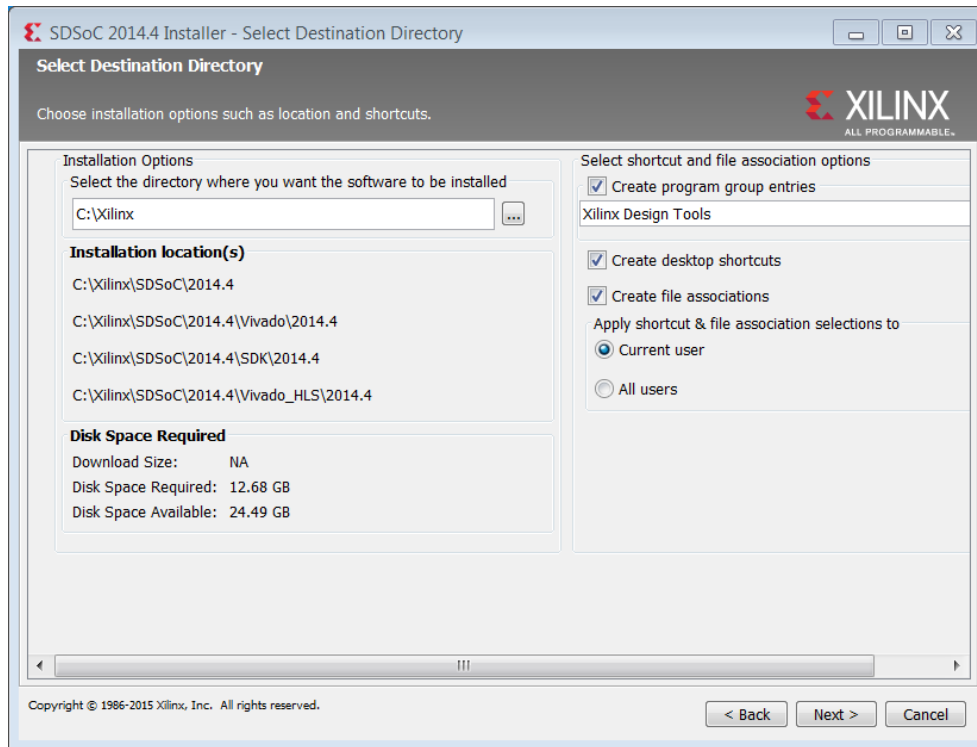 SDSoC 2014.4 Installer - Select Destination Directory
Select Destination Directory
Choose installation options such as location and shortcuts.
XILINX
ALL PROGRAMMABLE™
Installation Options
Select the directory where you want the software to be installed
C:\Xilinx
...
Installation location(s)
C:\Xilinx\SDSoC\2014.4
C:\Xilinx\SDSoC\2014.4\Vivado\2014.4
C:\Xilinx\SDSoC\2014.4\SDK\2014.4
C:\Xilinx\SDSoC\2014.4\Vivado_HLS\2014.4
Disk Space Required
Download Size: NA
Disk Space Required: 12.68 GB
Disk Space Available: 24.49 GB
Select shortcut and file association options
Create program group entries
Xilinx Design Tools
Create desktop shortcuts
Create file associations
Apply shortcut & file association selections to
Current user
All users
Copyright © 1986-2015 Xilinx, Inc. All rights reserved.
< Back
Next >
Cancel